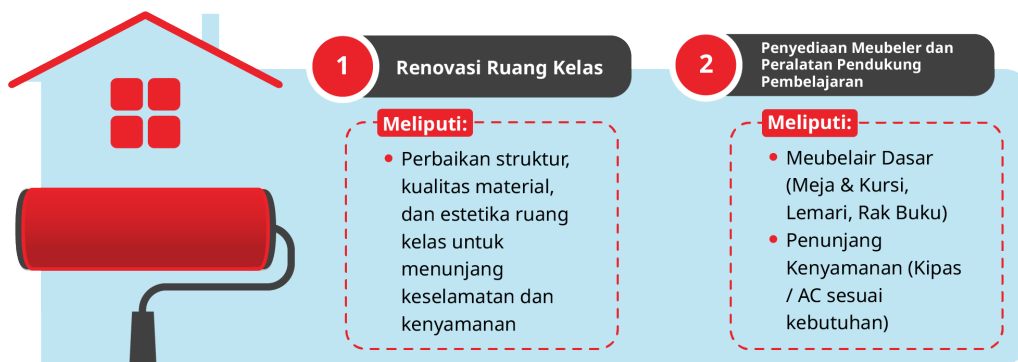 1
Renovasi Ruang Kelas
Meliputi:
• Perbaikan struktur,
kualitas material,
dan estetika ruang
kelas untuk
menunjang
keselamatan dan
kenyamanan
2
Penyediaan Meubeler dan
Peralatan Pendukung
Pembelajaran
Meliputi:
• Meubelair Dasar
(Meja & Kursi,
Lemari, Rak Buku)
• Penunjang
Kenyamanan (Kipas
/ AC sesuai
kebutuhan)